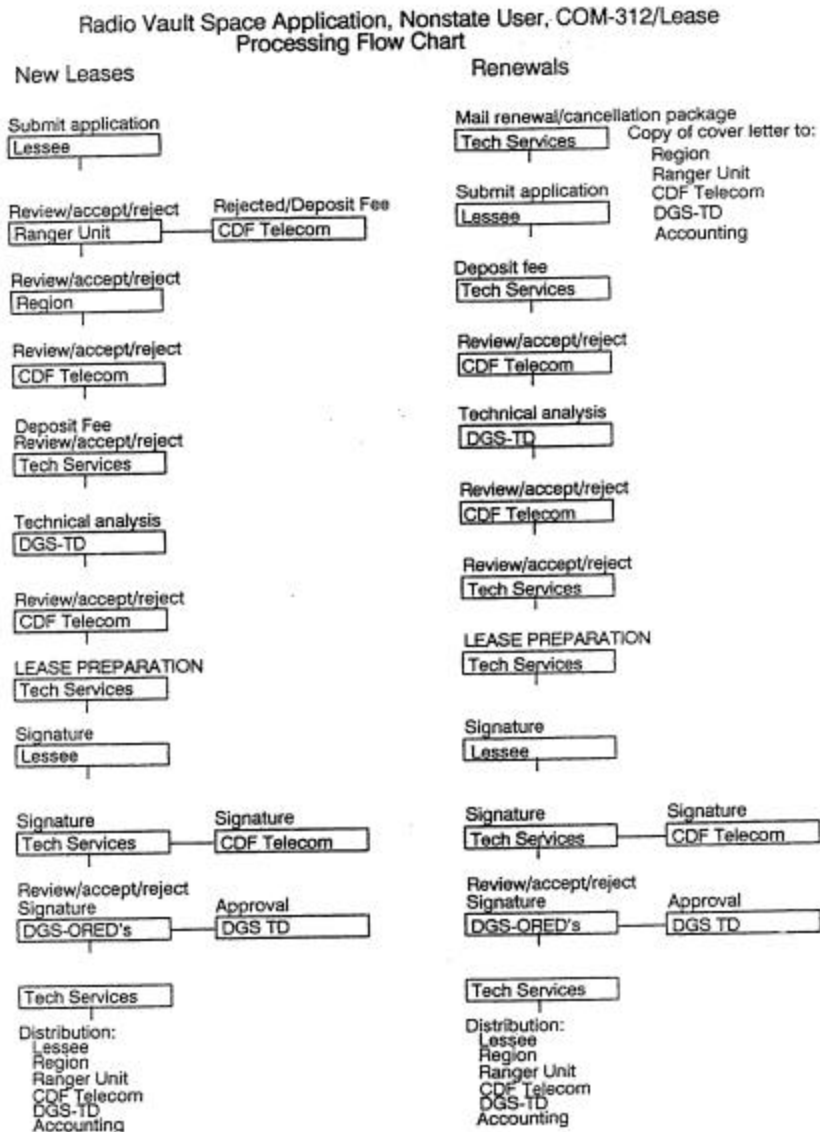 Radio Vault Space Application, Nonstate User, COM-312/Lease
Processing Flow Chart
New Leases
Submit application
Lessee
Review/accept/reject
Ranger Unit
Rejected/Deposit Fee
CDF Telecom
Review/accept/reject
Region
Review/accept/reject
CDF Telecom
Deposit Fee
Review/accept/reject
Tech Services
Technical analysis
DGS-TD
Review/accept/reject
CDF Telecom
LEASE PREPARATION
Tech Services
Signature
Lessee
Signature
Tech Services
Signature
CDF Telecom
Review/accept/reject
Signature
DGS-ORED's
Approval
DGS TD
Tech Services
Distribution:
Lessee
Region
Ranger Unit
CDF Telecom
DGS-TD
Accounting
Renewals
Mail renewal/cancellation package
Tech Services
Copy of cover letter to:
Region
Ranger Unit
CDF Telecom
DGS-TD
Accounting
Submit application
Lessee
Deposit fee
Tech Services
Review/accept/reject
CDF Telecom
Technical analysis
DGS-TD
Review/accept/reject
CDF Telecom
Review/accept/reject
Tech Services
LEASE PREPARATION
Tech Services
Signature
Lessee
Signature
Tech Services
Signature
CDF Telecom
Review/accept/reject
Signature
DGS-ORED's
Approval
DGS TD
Tech Services
Distribution:
Lessee
Region
Ranger Unit
CDF Telecom
DGS-TD
Accounting